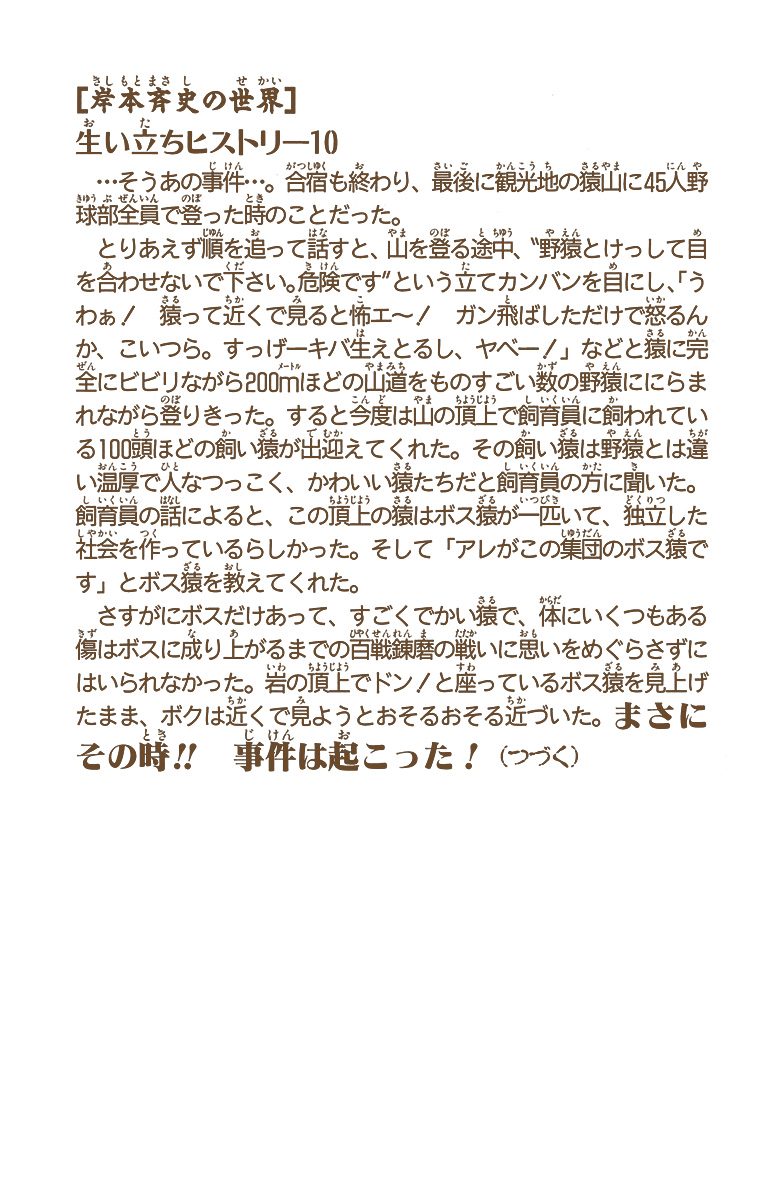 [岸本斉史の世界]
生い立ちヒストリー10
…そうあの事件…。合宿も終わり、最後に観光地の猿山に45人野
球部全員で登った時のことだった。
とりあえず順を追って話すと、山を登る途中、〝野猿とけっして目
を合わせないで下さい。危険です〟という立てカンバンを目にし、「う
わぁ！　猿って近くで見ると怖エ〜！　ガン飛ばしただけで怒るん
か、こいつら。すっげーキバ生えとるし、ヤベー！」などと猿に完
全にビビリながら200mほどの山道をものすごい数の野猿ににらま
れながら登りきった。すると今度は山の頂上で飼育員に飼われてい
る100頭ほどの飼い猿が出迎えてくれた。その飼い猿は野猿とは違
い温厚で人なつっこく、かわいい猿たちだと飼育員の方に聞いた。
飼育員の話によると、この頂上の猿はボス猿が一匹いて、独立した
社会を作っているらしかった。そして「アレがこの集団のボス猿で
す」とボス猿を教えてくれた。
さすがにボスだけあって、すごくでかい猿で、体にいくつもある
傷はボスに成り上がるまでの百戦錬磨の戦いに思いをめぐらさずに
はいられなかった。岩の頂上でドン！と座っているボス猿を見上げ
たまま、ボクは近くで見ようとおそるおそる近づいた。まさに
その時!!　事件は起こった！（つづく）